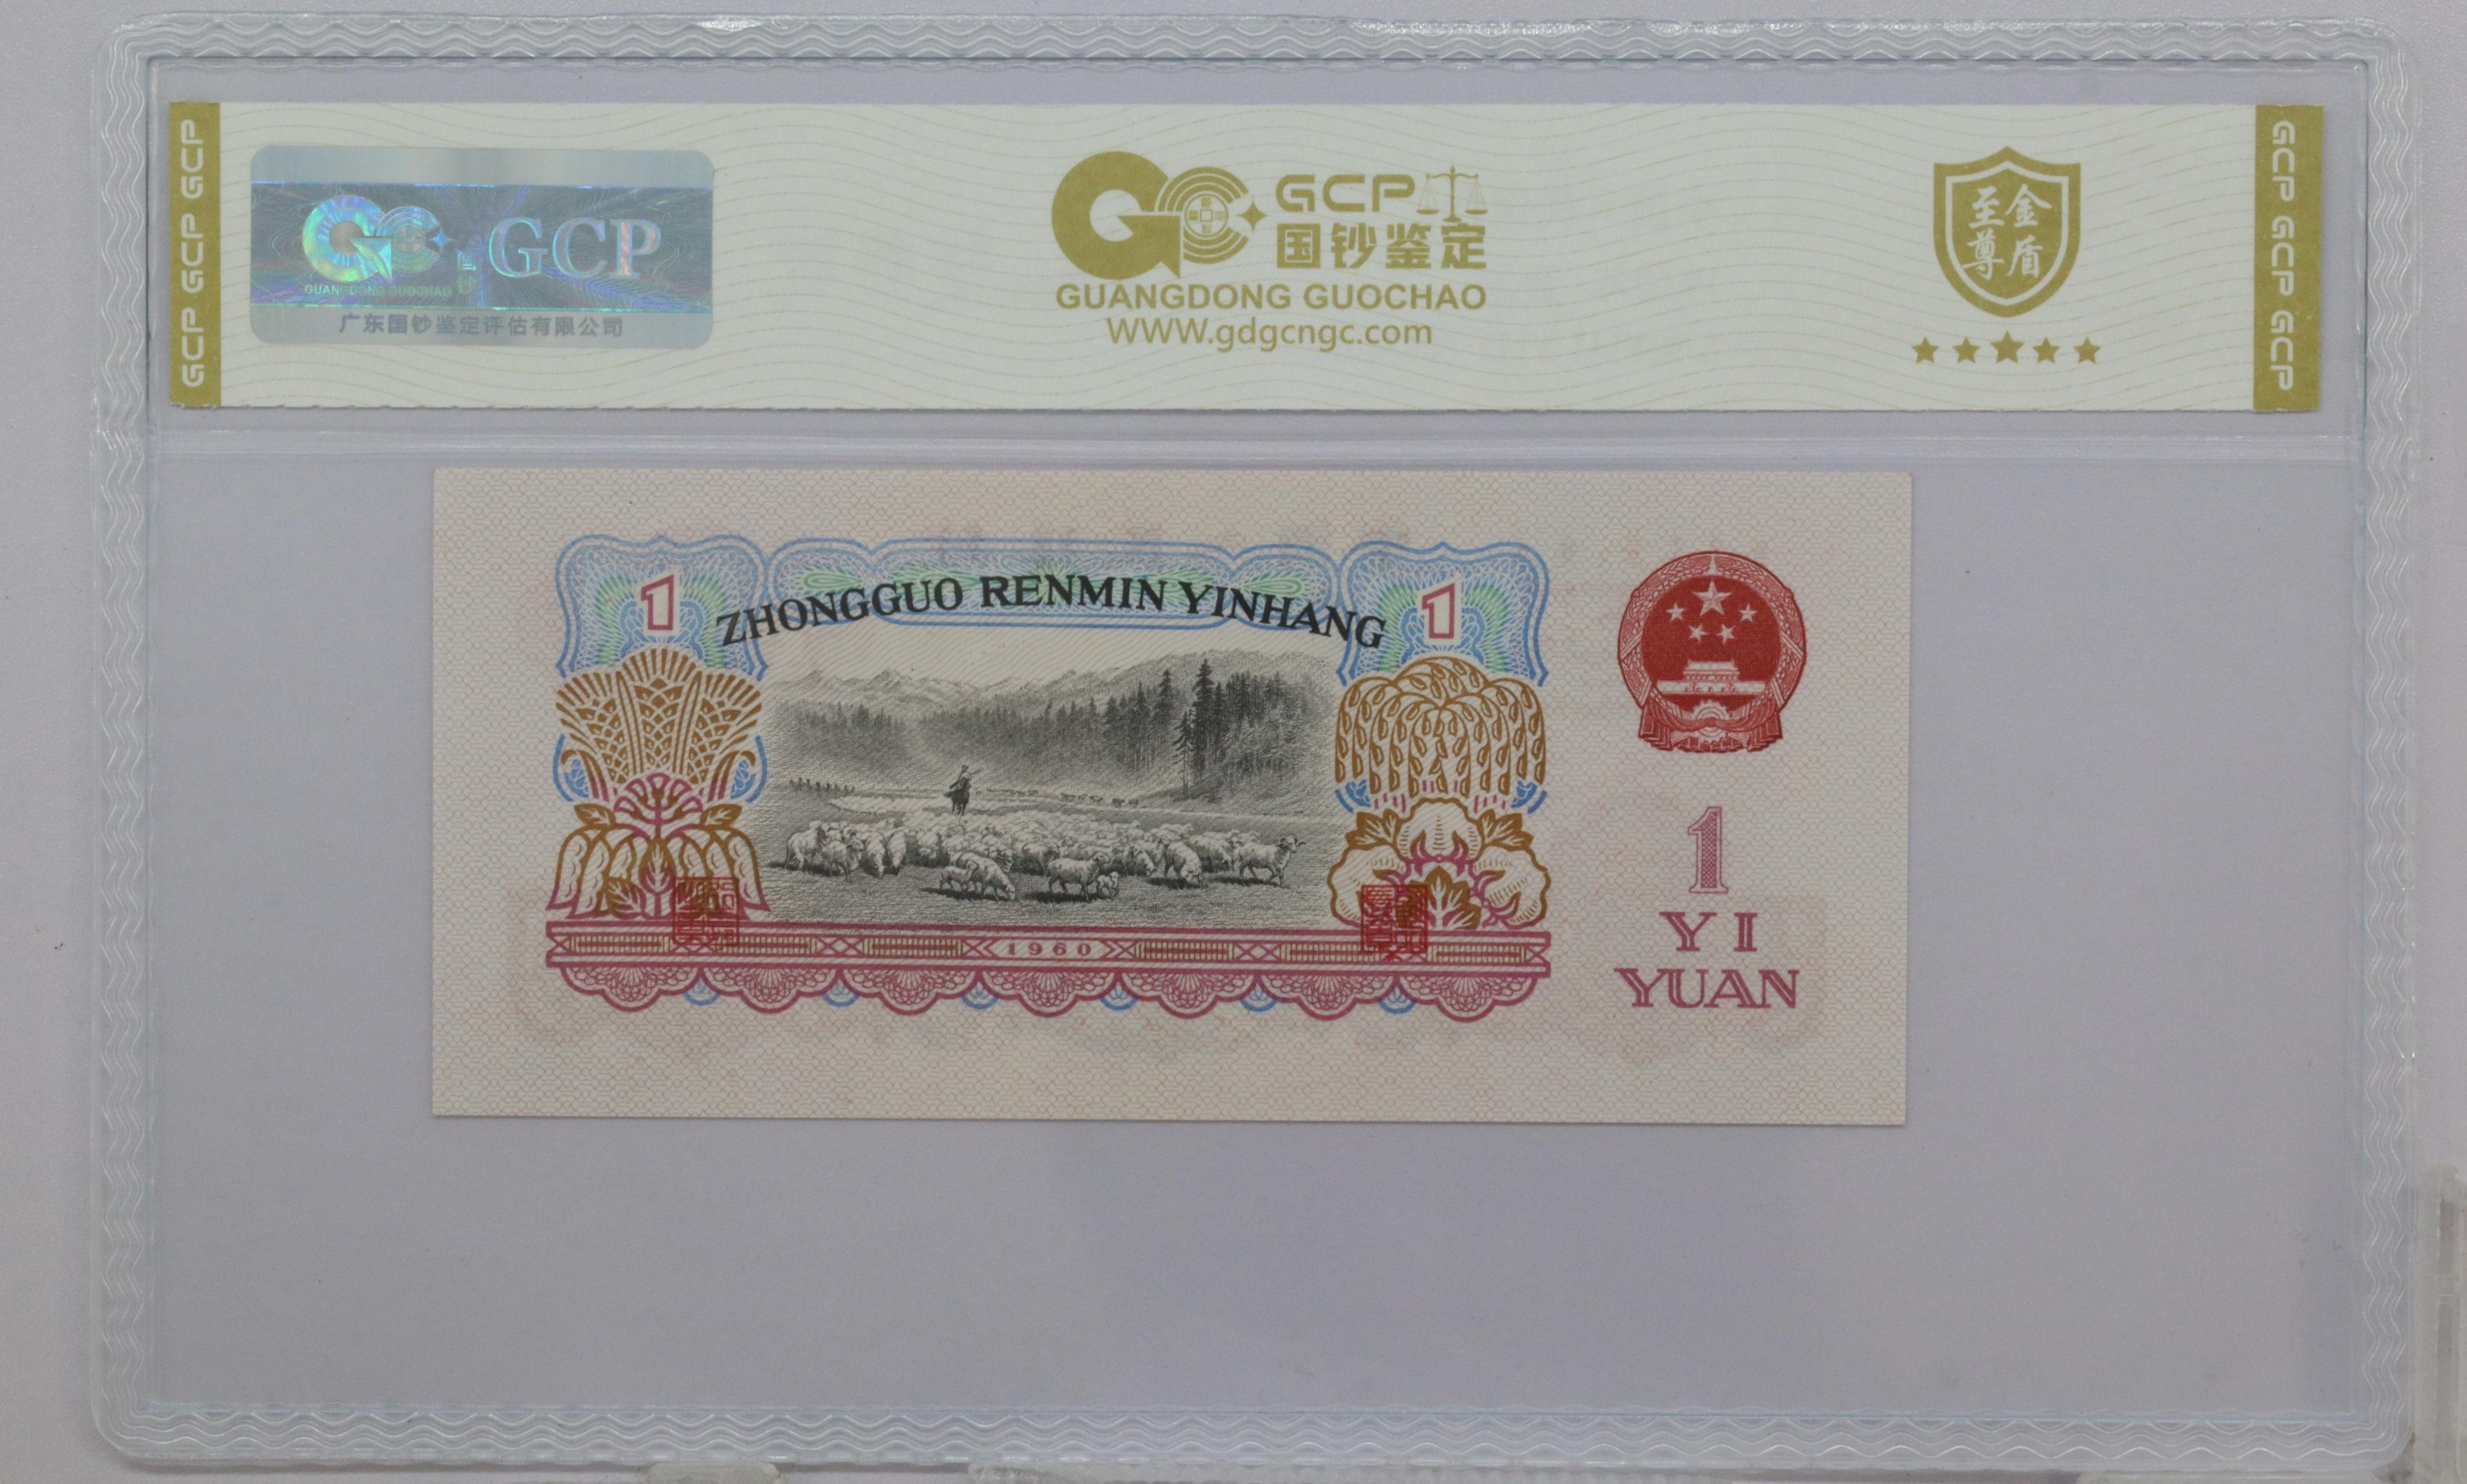 GCP GCP GCP
GCP
GUANGDONG GUOCHAO
广东国钞鉴定评估有限公司
GCP
国钞鉴定
GUANGDONG GUOCHAO
WWW.gdgcngc.com
至尊
金盾
GCP GCP GCP
1
ZHONGGUO RENMIN YINHANG
1
1960
1
YI
YUAN